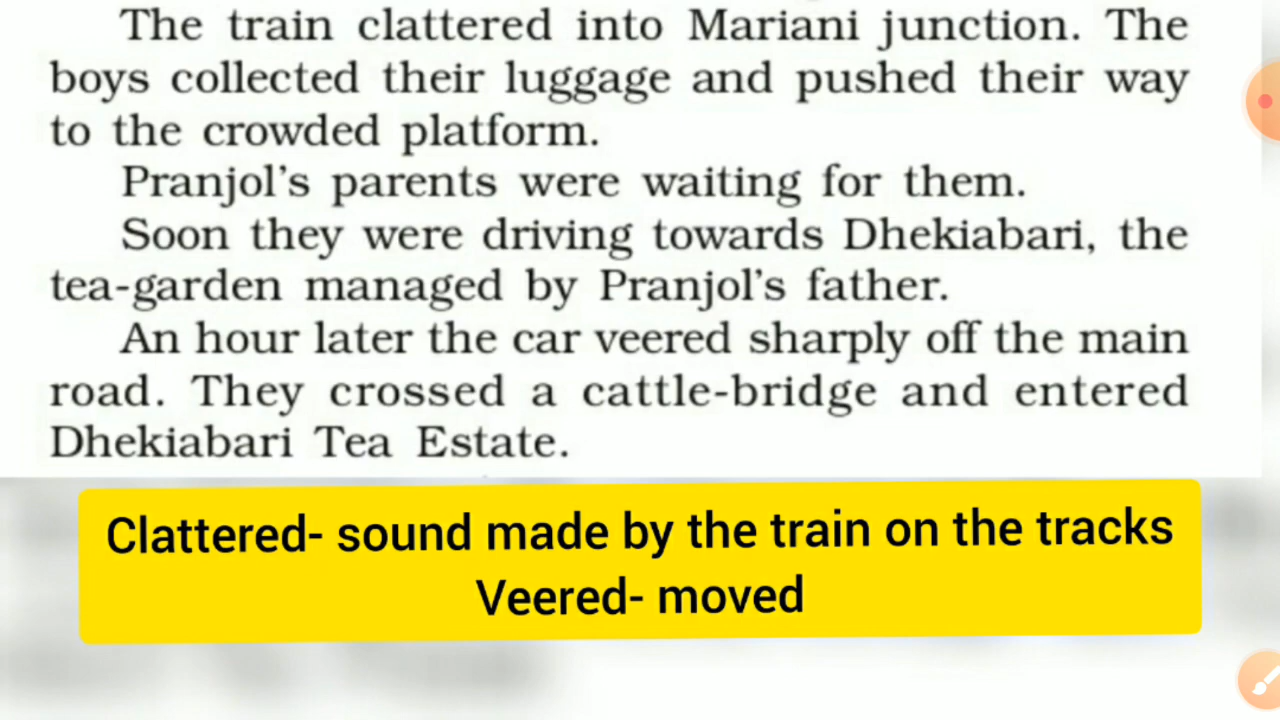 The train clattered into Mariani junction. The
boys collected their luggage and pushed their way
to the crowded platform.
Pranjol's parents were waiting for them.
Soon they were driving towards Dhekiabari, the
tea-garden managed by Pranjol's father.
An hour later the car veered sharply off the main
road. They crossed a cattle-bridge and entered
Dhekiabari Tea Estate.
Clattered- sound made by the train on the tracks
Veered- moved